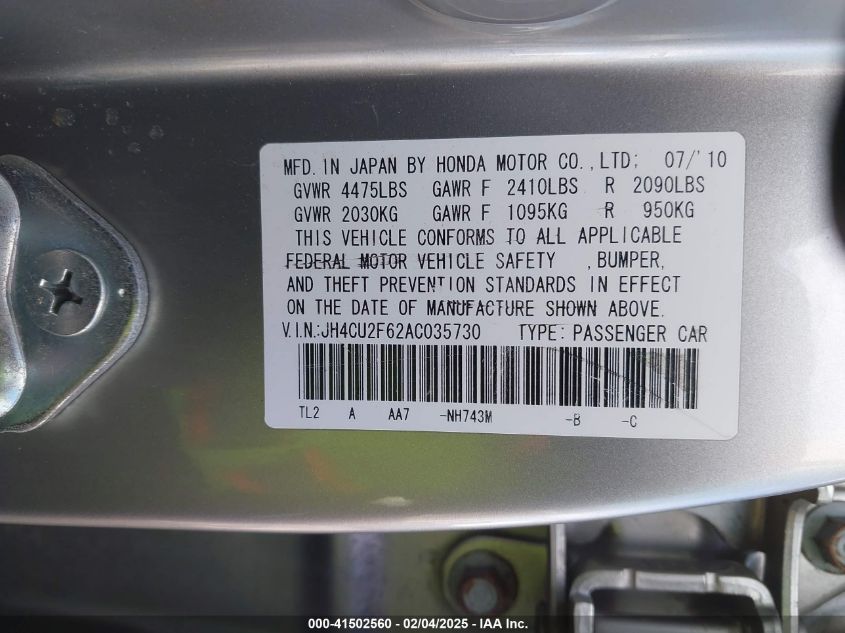 MFD. IN JAPAN BY HONDA MOTOR CO., LTD; 07/'10
GVWR 4475LBS GAWR F 2410LBS R 2090LBS
GVWR 2030KG GAWR F 1095KG R 950KG
THIS VEHICLE CONFORMS TO ALL APPLICABLE
FEDERAL MOTOR VEHICLE SAFETY , BUMPER,
AND THEFT PREVENTION STANDARDS IN EFFECT
ON THE DATE OF MANUFACTURE SHOWN ABOVE.
V.I.N.:JH4CU2F62AC035730 TYPE: PASSENGER CAR
TL2 A AA7 -NH743M -B -C
000-41502560 - 02/04/2025 - IAA Inc.